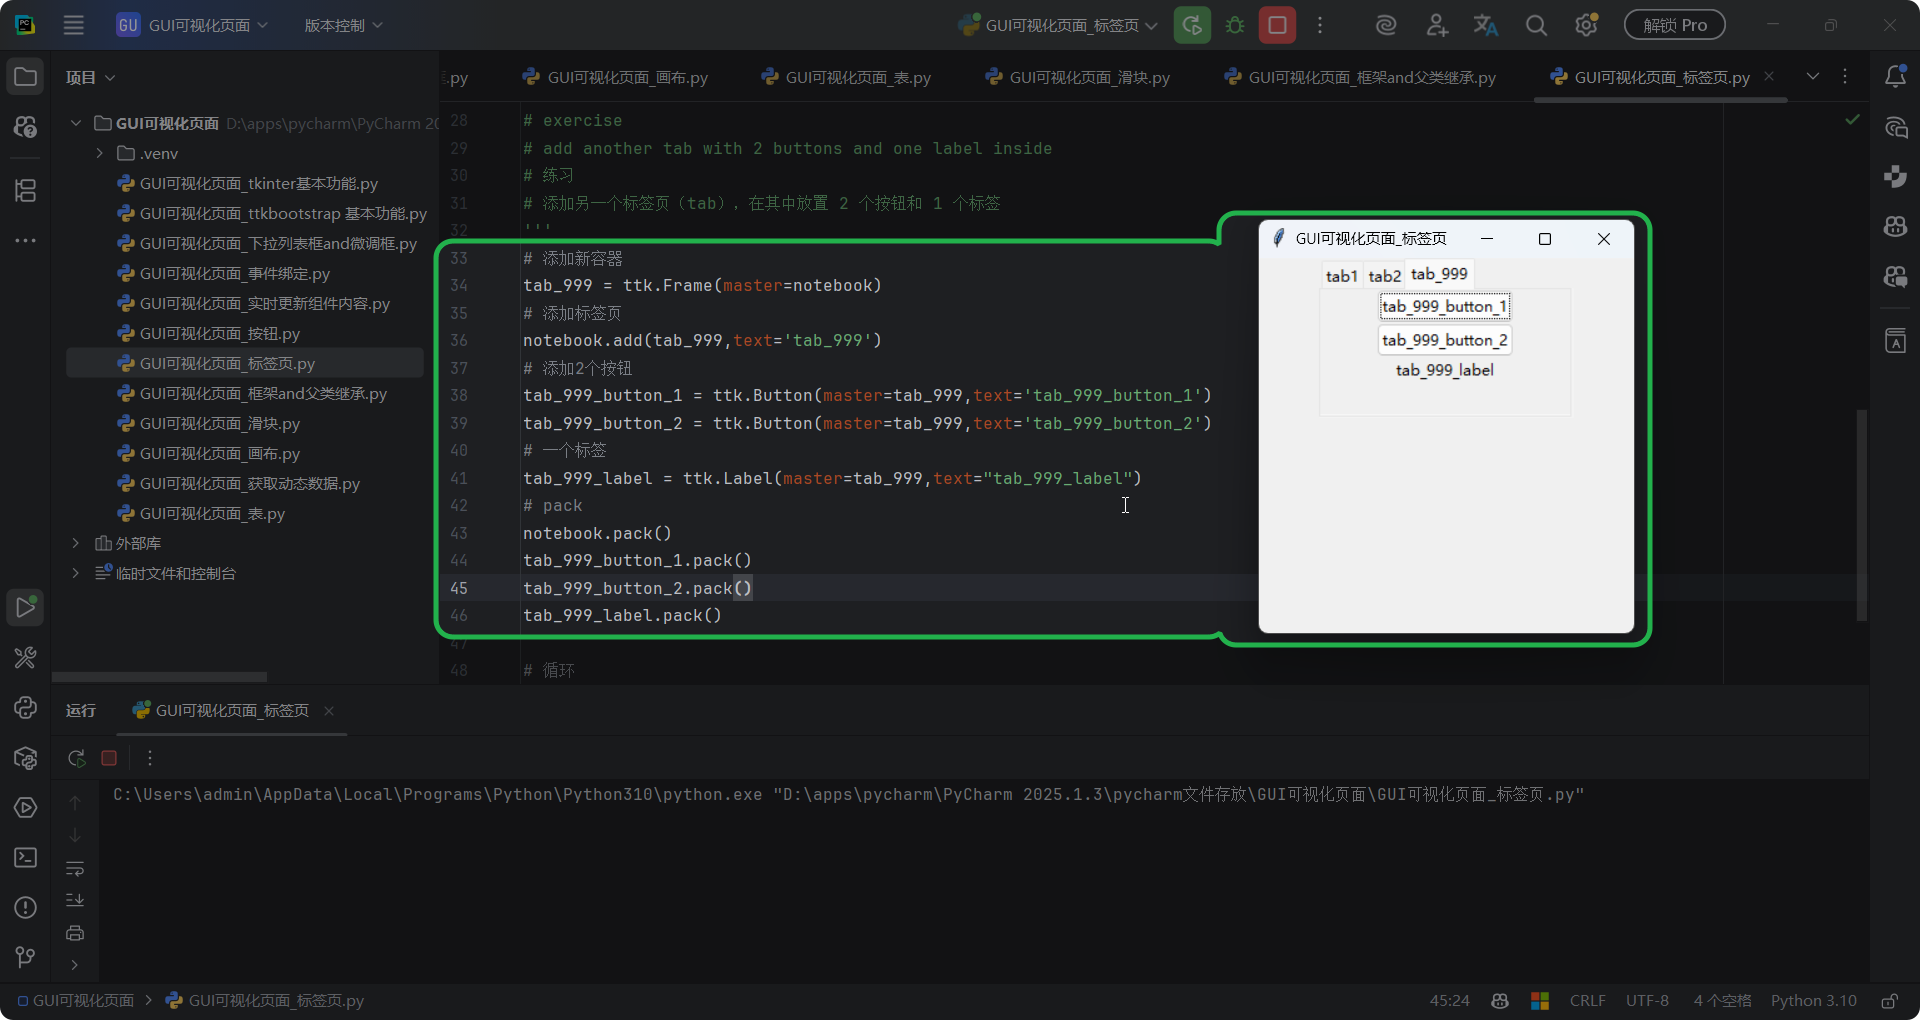 GU GUI可视化页面 版本控制 GUI可视化页面_标签页 解锁 Pro
项目
.py GUI可视化页面_画布.py GUI可视化页面_表.py GUI可视化页面_滑块.py GUI可视化页面_框架and父类继承.py GUI可视化页面_标签页.py
GUI可视化页面 D:\apps\pycharm\PyCharm 20
.venv
GUI可视化页面_tkinter基本功能.py
GUI可视化页面_ttkbootstrap 基本功能.py
GUI可视化页面_下拉列表框and微调框.py
GUI可视化页面_事件绑定.py
GUI可视化页面_实时更新组件内容.py
GUI可视化页面_按钮.py
GUI可视化页面_标签页.py
GUI可视化页面_框架and父类继承.py
GUI可视化页面_滑块.py
GUI可视化页面_画布.py
GUI可视化页面_获取动态数据.py
GUI可视化页面_表.py
外部库
临时文件和控制台
28 # exercise
29 # add another tab with 2 buttons and one label inside
30 # 练习
31 # 添加另一个标签页（tab），在其中放置 2 个按钮和 1 个标签
32 '''
33 # 添加新容器
34 tab_999 = ttk.Frame(master=notebook)
35 # 添加标签页
36 notebook.add(tab_999,text='tab_999')
37 # 添加2个按钮
38 tab_999_button_1 = ttk.Button(master=tab_999,text='tab_999_button_1')
39 tab_999_button_2 = ttk.Button(master=tab_999,text='tab_999_button_2')
40 # 一个标签
41 tab_999_label = ttk.Label(master=tab_999,text="tab_999_label")
42 # pack
43 notebook.pack()
44 tab_999_button_1.pack()
45 tab_999_button_2.pack()
46 tab_999_label.pack()
47
48 # 循环
GUI可视化页面_标签页
tab1 tab2 tab_999
tab_999_button_1
tab_999_button_2
tab_999_label
运行 GUI可视化页面_标签页
C:\Users\admin\AppData\Local\Programs\Python\Python310\python.exe "D:\apps\pycharm\PyCharm 2025.1.3\pycharm文件存放\GUI可视化页面\GUI可视化页面_标签页.py"
GUI可视化页面 GUI可视化页面_标签页.py 45:24 CRLF UTF-8 4 个空格 Python 3.10